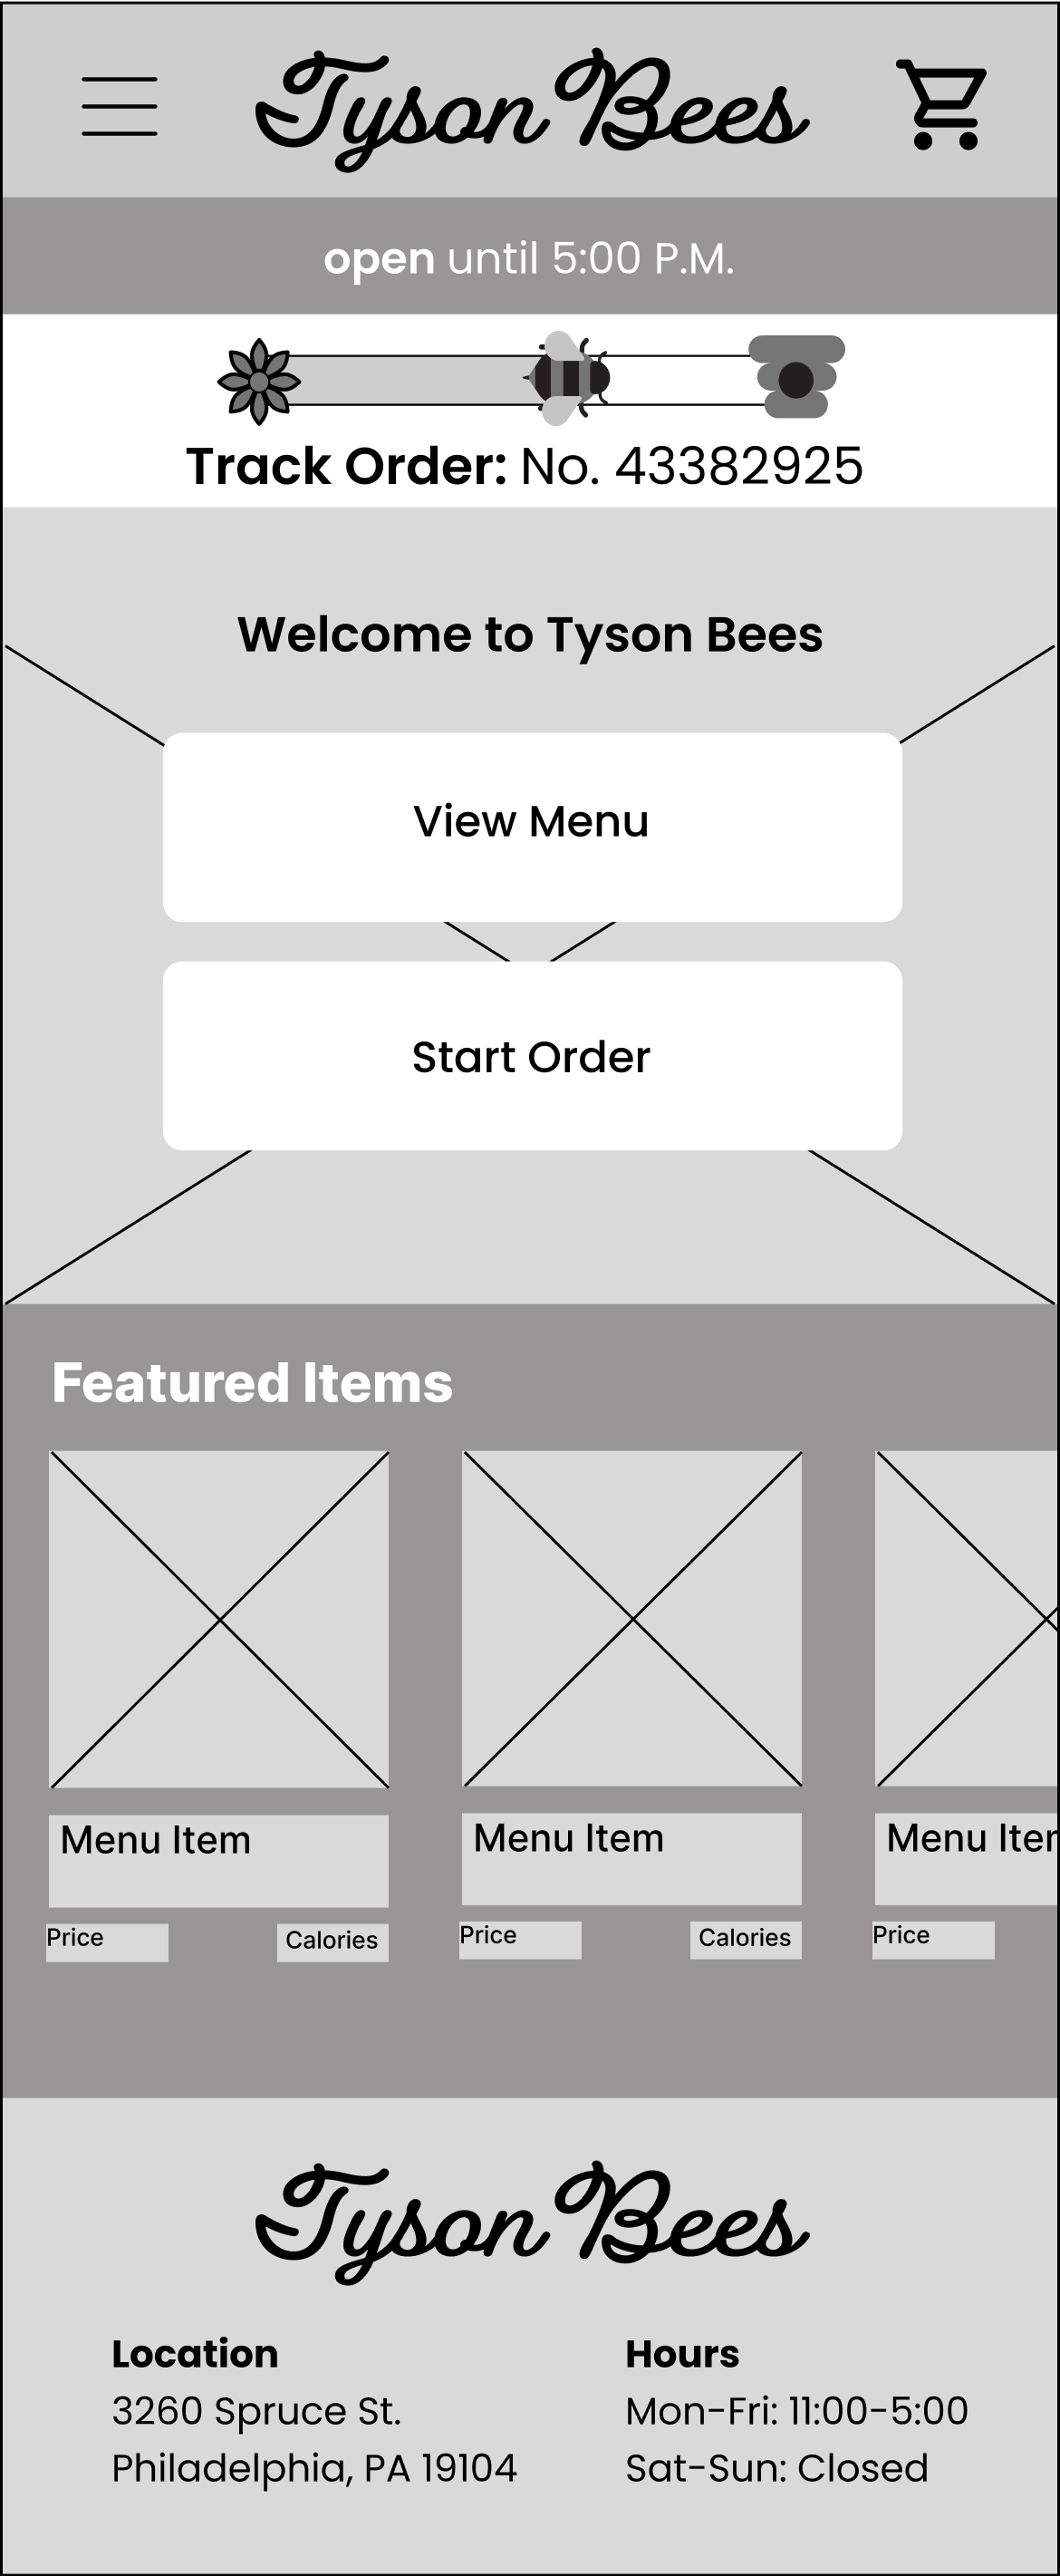 Tyson Bees
open until 5:00 P.M.
Track Order: No. 43382925
Welcome to Tyson Bees
View Menu
Start Order
Featured Items
Menu Item
Price Calories
Menu Item
Price Calories
Menu Iter
Price
Tyson Bees
Location
3260 Spruce St.
Philadelphia, PA 19104
Hours
Mon-Fri: 11:00-5:00
Sat-Sun: Closed